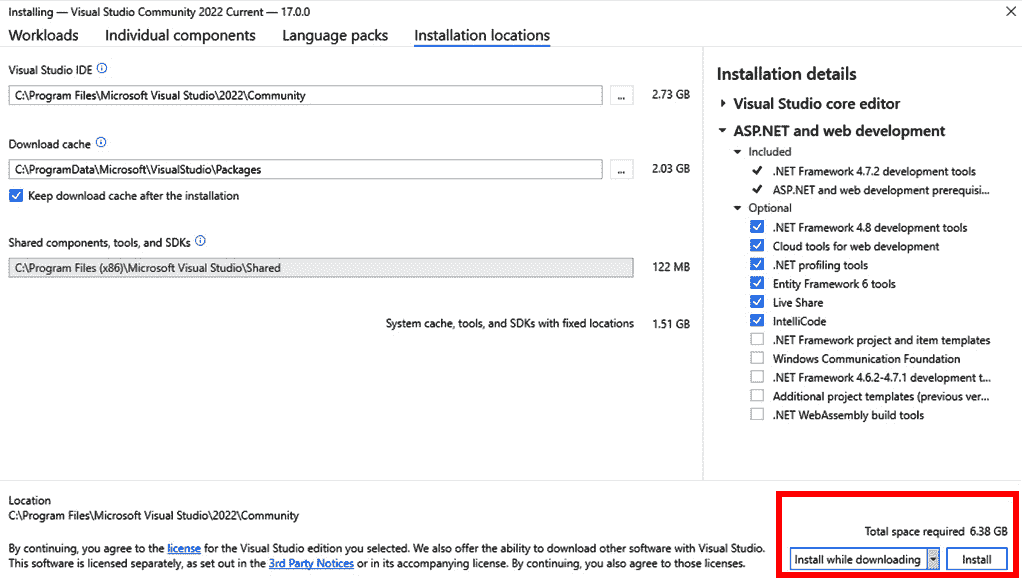 Installing — Visual Studio Community 2022 Current — 17.0.0
Workloads Individual components Language packs Installation locations
Visual Studio IDE
C:\Program Files\Microsoft Visual Studio\2022\Community ... 2.73 GB
Download cache
C:\ProgramData\Microsoft\VisualStudio\Packages ... 2.03 GB
Keep download cache after the installation
Shared components, tools, and SDKs
C:\Program Files (x86)\Microsoft Visual Studio\Shared 122 MB
System cache, tools, and SDKs with fixed locations 1.51 GB
Installation details
Visual Studio core editor
ASP.NET and web development
Included
.NET Framework 4.7.2 development tools
ASP.NET and web development prerequisi...
Optional
.NET Framework 4.8 development tools
Cloud tools for web development
.NET profiling tools
Entity Framework 6 tools
Live Share
IntelliCode
.NET Framework project and item templates
Windows Communication Foundation
.NET Framework 4.6.2-4.7.1 development t...
Additional project templates (previous ver...
.NET WebAssembly build tools
Location
C:\Program Files\Microsoft Visual Studio\2022\Community
By continuing, you agree to the license for the Visual Studio edition you selected. We also offer the ability to download other software with Visual Studio.
This software is licensed separately, as set out in the 3rd Party Notices or in its accompanying license. By continuing, you also agree to those licenses.
Total space required 6.38 GB
Install while downloading Install